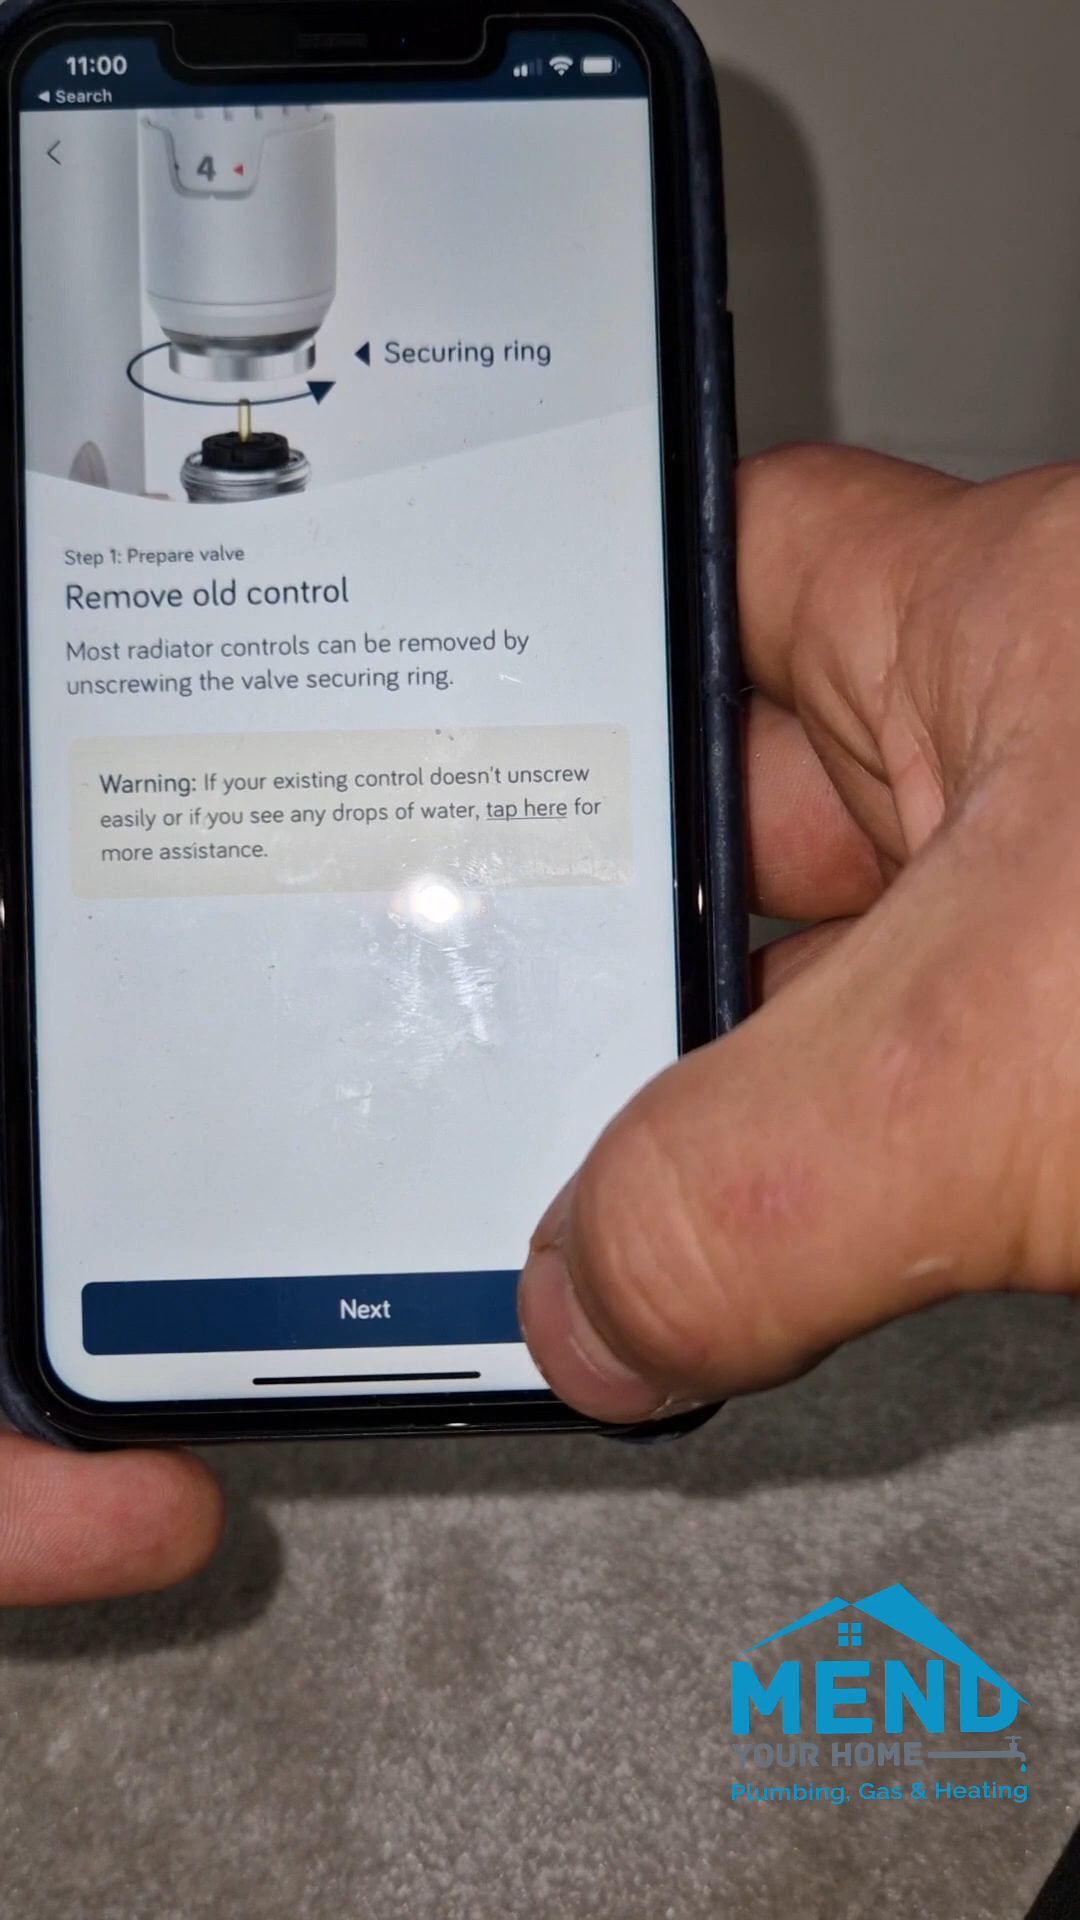 11:00
Search
4
Securing ring
Step 1: Prepare valve
Remove old control
Most radiator controls can be removed by
unscrewing the valve securing ring.
Warning: If your existing control doesn't unscrew
easily or if you see any drops of water, tap here for
more assistance.
Next
MEND
YOUR HOME
Plumbing, Gas & Heating